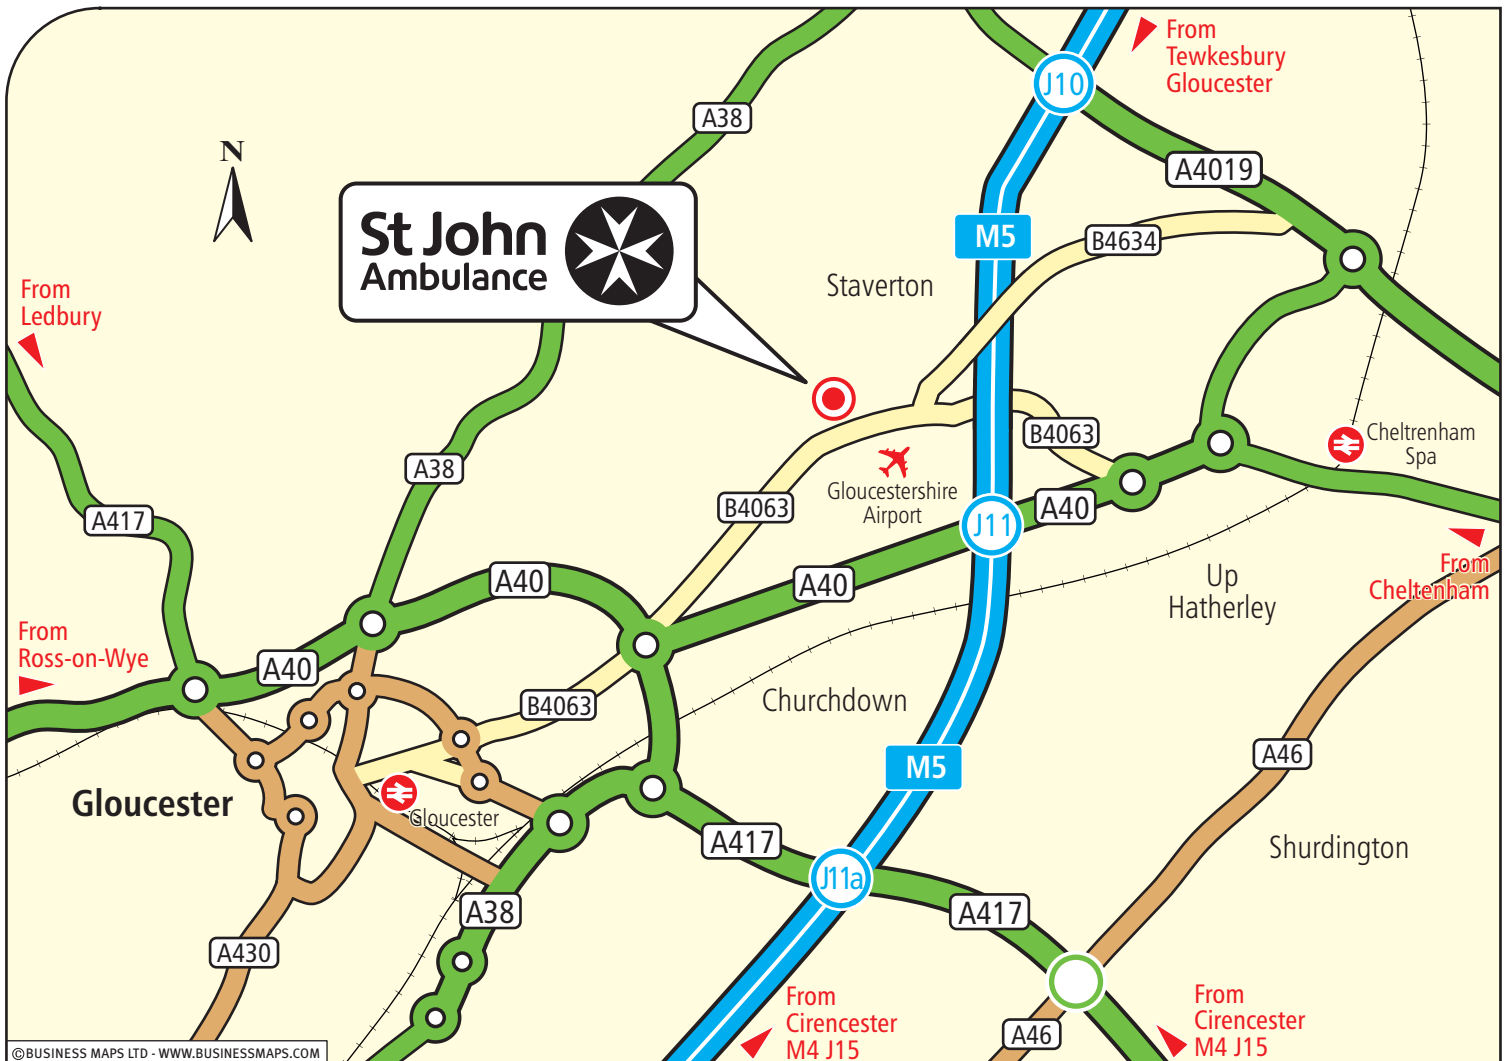 From
Tewkesbury
Gloucester
J10
A38
N
A4019
St John
Ambulance
M5
B4634
Staverton
From
Ledbury
B4063
Cheltenham
Spa
A38
Gloucestershire
Airport
B4063
A417
J11
A40
A40
A40
From
Cheltenham
Up
Hatherley
From
Ross-on-Wye
A40
B4063
Churchdown
M5
A46
Gloucester
Gloucester
A417
Shurdington
J11a
A38
A417
A430
From
Cirencester
M4 J15
A46
From
Cirencester
M4 J15
©BUSINESS MAPS LTD - WWW.BUSINESSMAPS.COM